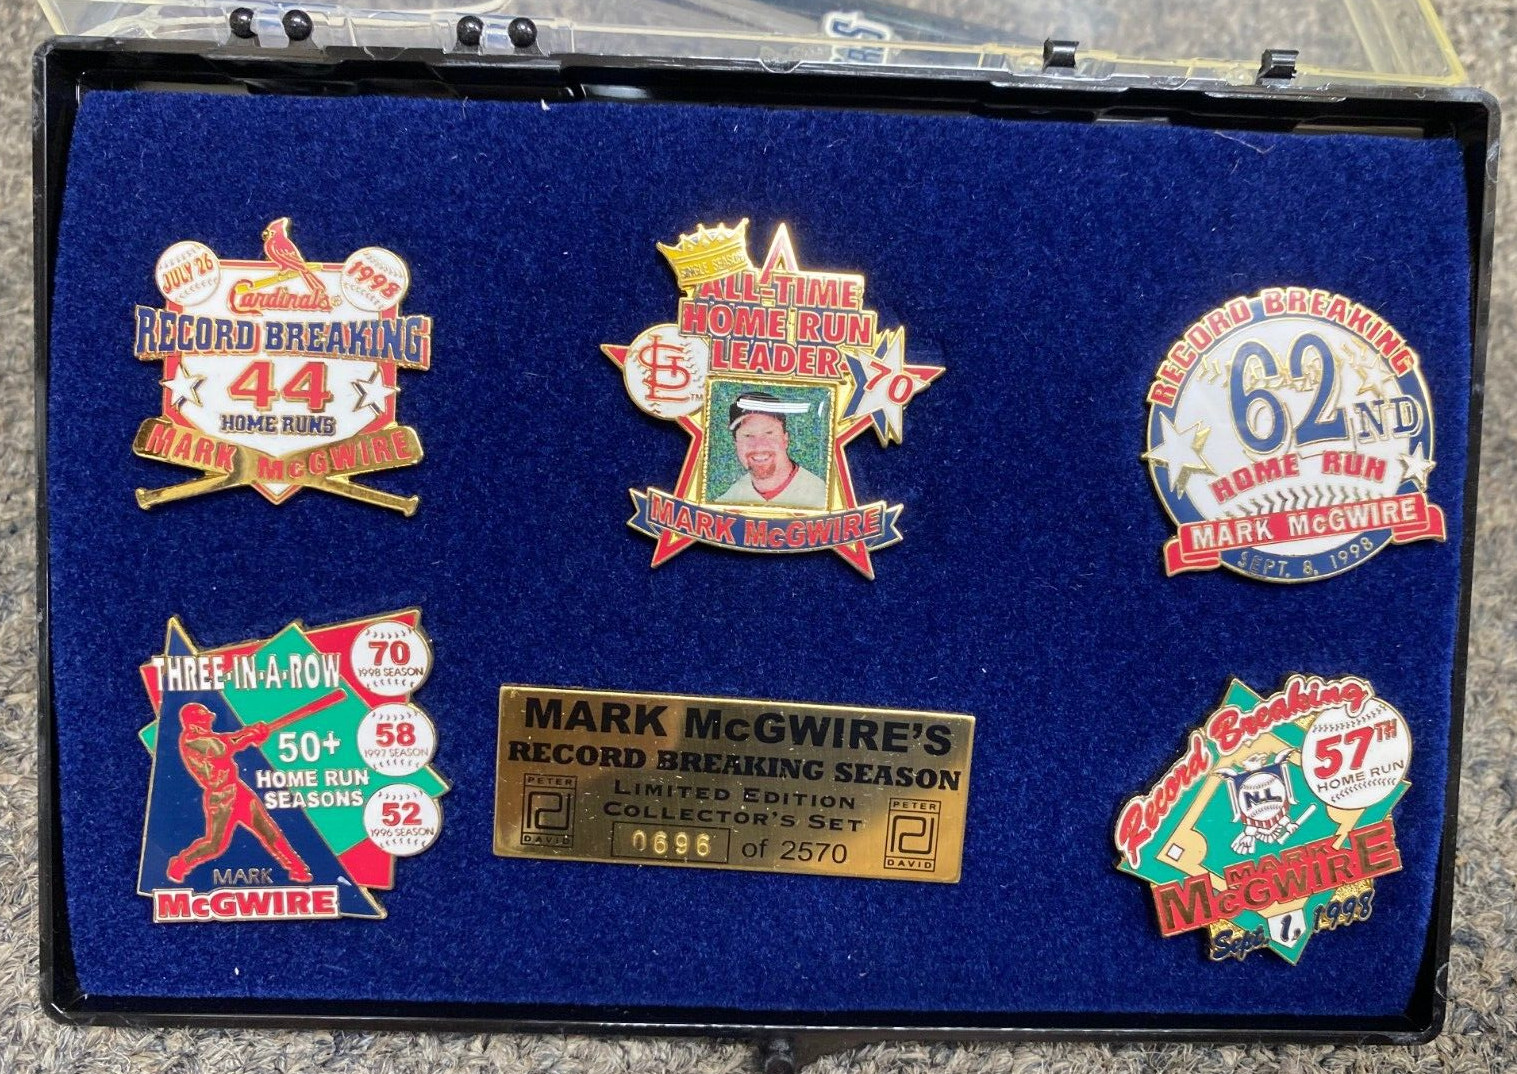 JULY 26
1998
Cardinals
RECORD BREAKING
44
HOME RUNS
MARK McGWIRE
SINGLE SEASON
ALL-TIME
HOME RUN
LEADER
STL
TM
70
MARK McGWIRE
RECORD BREAKING
62ND
HOME RUN
MARK McGWIRE
SEPT. 8, 1998
THREE-IN-A-ROW
70
1998 SEASON
50+
HOME RUN
SEASONS
58
1997 SEASON
52
1996 SEASON
MARK
McGWIRE
MARK McGWIRE'S
RECORD BREAKING SEASON
LIMITED EDITION
COLLECTOR'S SET
0696 of 2570
PETER
DAVID
PETER
DAVID
Record Breaking
57TH
HOME RUN
N.L.
MARK
McGWIRE
Sept. 1, 1998